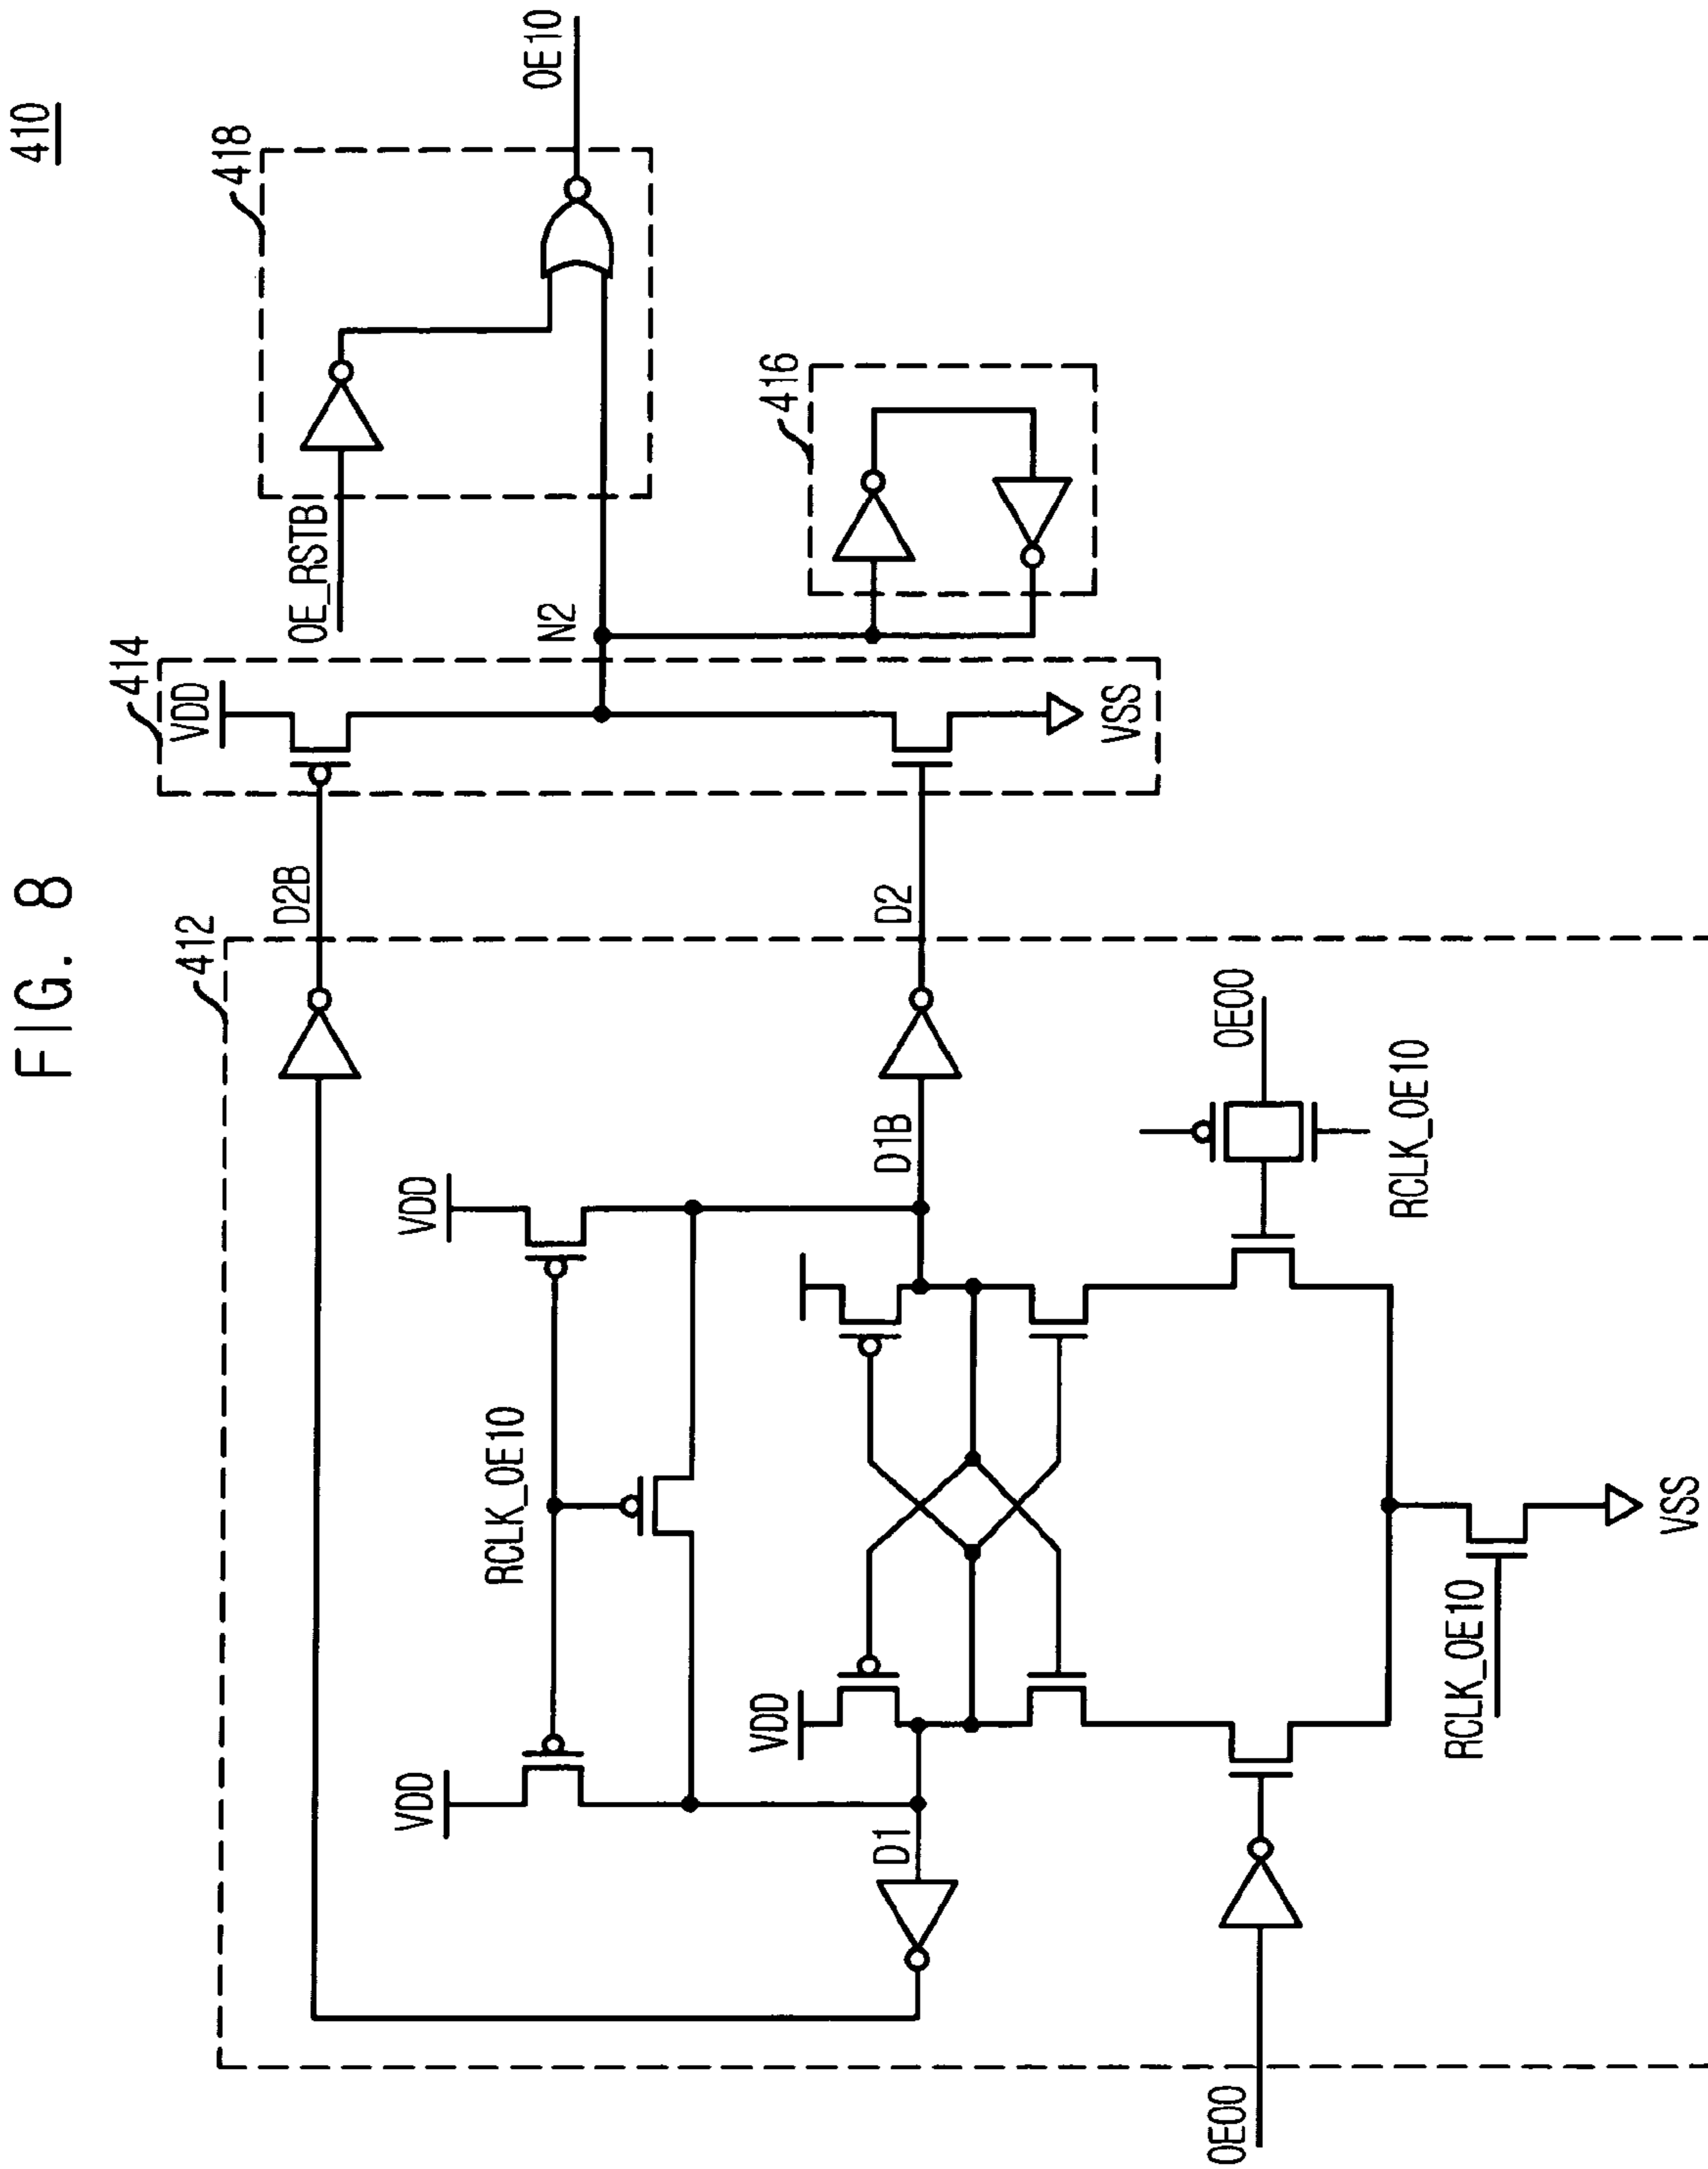 FIG. 8
410
412
414
VDD
418
OE_RSTB
OE10
N2
416
D2B
D2
VSS
VDD
VDD
RCLK_OE10
D1
D1B
VDD
OE00
OE00
RCLK_OE10
RCLK_OE10
VSS